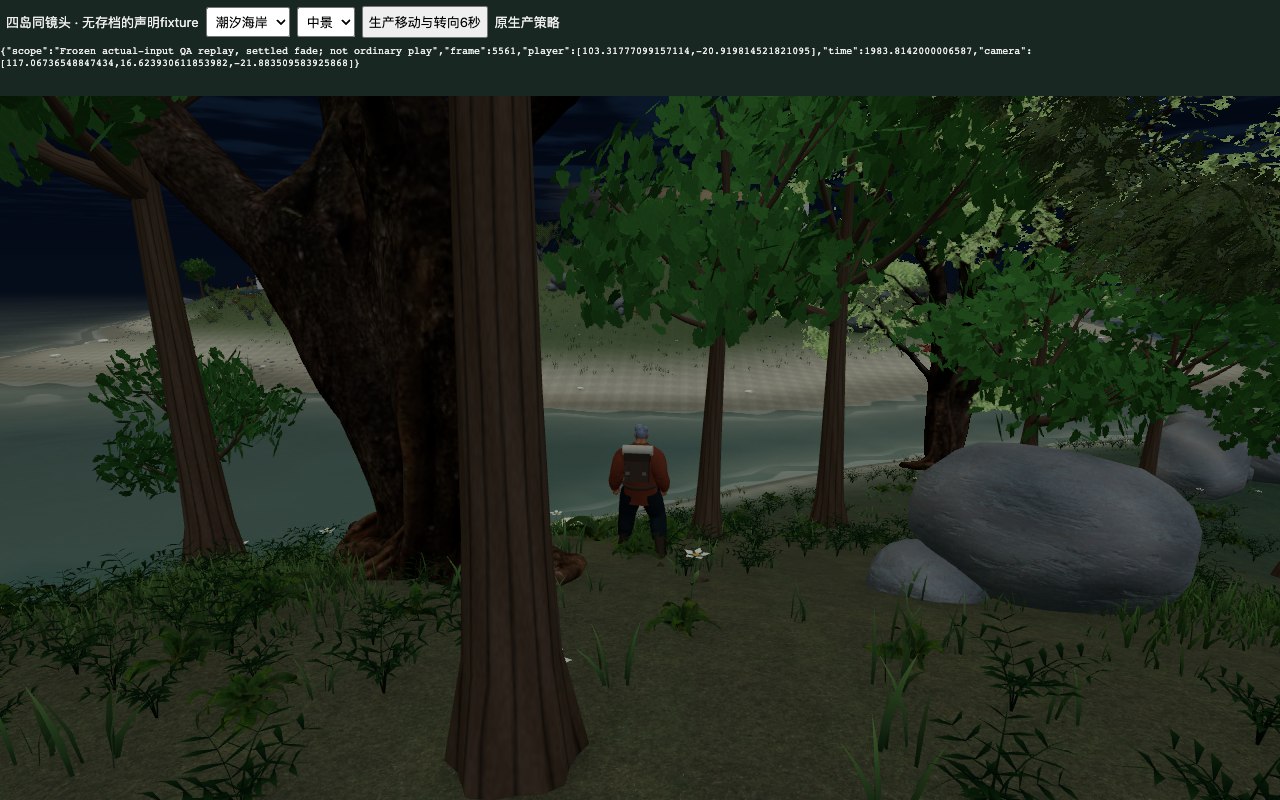 四岛同镜头 · 无存档的声明fixture 潮汐海岸 中景 生产移动与转向6秒 原生产策略
{"scope":"Frozen actual-input QA replay, settled fade; not ordinary play","frame":5561,"player":[103.31777099157114,-20.919814521821095],"time":1983.8142000006587,"camera":
[117.06736548847434,16.623930611853982,-21.883509583925868]}